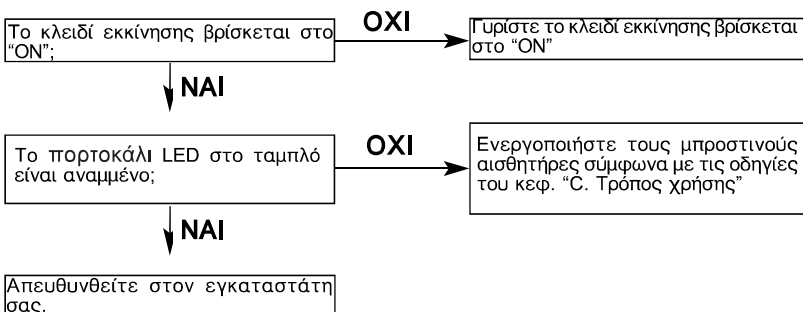 Το κλειδί εκκίνησης βρίσκεται στο
“ON”;
ΟΧΙ
Γυρίστε το κλειδί εκκίνησης βρίσκεται
στο “ON”
ΝΑΙ
Το πορτοκάλι LED στο ταμπλό
είναι αναμμένο;
ΟΧΙ
Ενεργοποιήστε τους μπροστινούς
αισθητήρες σύμφωνα με τις οδηγίες
του κεφ. “C. Τρόπος χρήσης”
ΝΑΙ
Απευθυνθείτε στον εγκαταστάτη
σας.